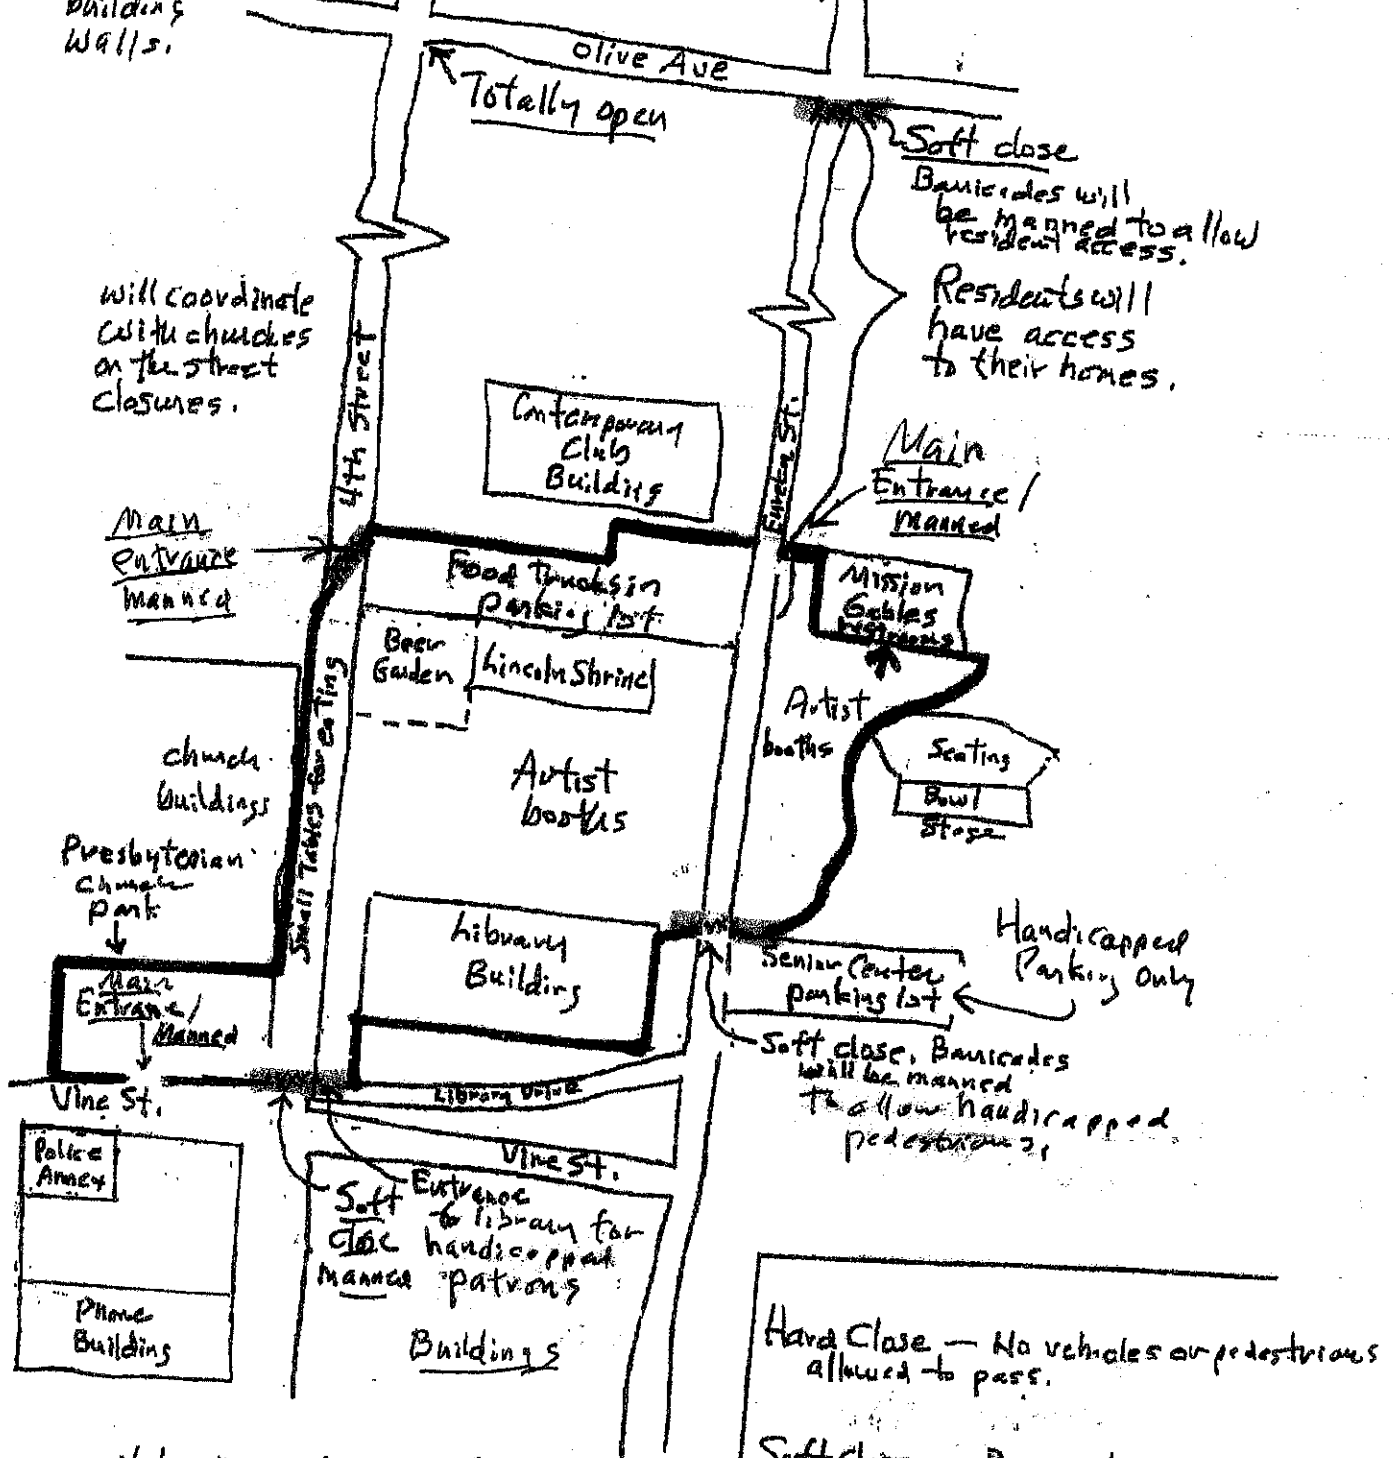 Building
Walls.
Olive Ave
Totally open
Soft close
Barricades will
be manned to allow
resident access.
Residents will
have access
to their homes.
Will coordinate
with churches
on the street
closures.
4th Street
Contemporary
Club
Building
Eureka St.
Main
Entrance/
Manned
Main
entrance
manned
Food Trucks in
parking lot
Mission
Gables
Beer
Garden
Lincoln Shrine
Small Tables for eating
Artist
booths
Seating
Bowl
Stage
Artist
booths
church
buildings
Presbyterian
church
park
Main
Entrance/
Manned
Library
Building
Senior Center
parking lot
Handicapped
Parking Only
Soft close. Barricades
will be manned
to allow handicapped
pedestrians.
Vine St.
Library Drive
Vine St.
Police
Annex
Soft
Close
manned
Entrance
to library for
handicapped
patrons
Phone
Building
Buildings
Hard Close — No vehicles or pedestrians
allowed to pass.